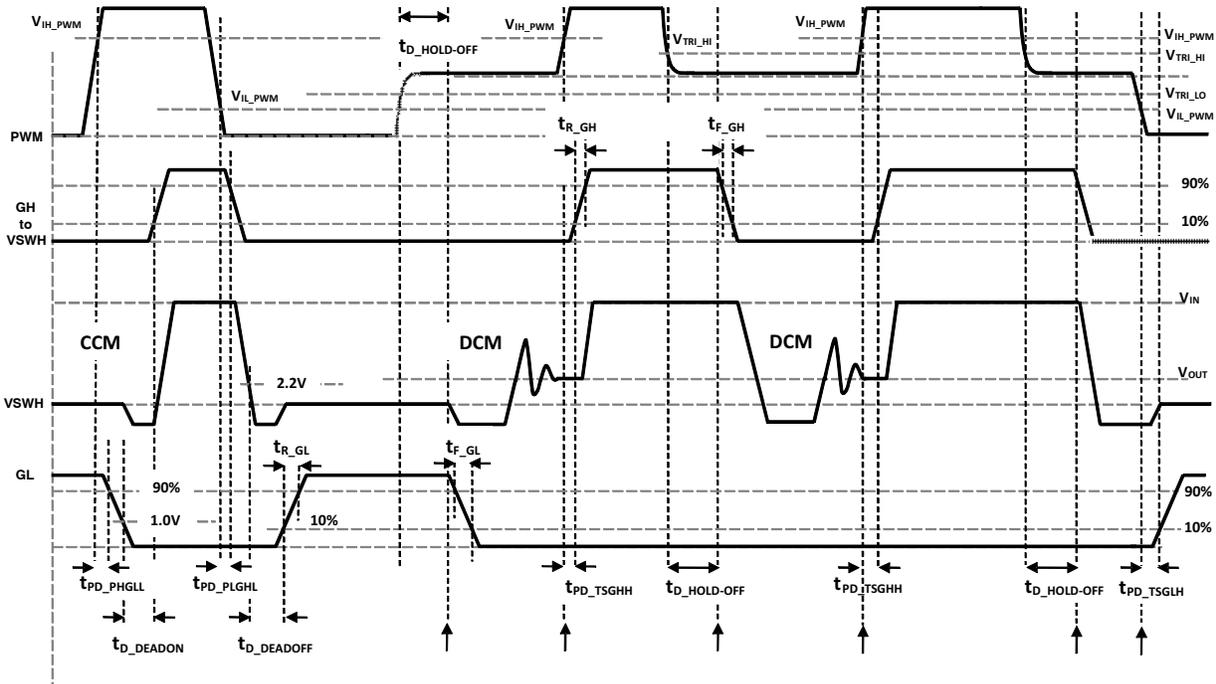 VIH_PWM
tD_HOLD-OFF
VIH_PWM
VTRI_HI
VIH_PWM
VIH_PWM
VTRI_HI
VIL_PWM
VTRI_LO
VIL_PWM
PWM
tR_GH
tF_GH
GH
to
VSWH
90%
10%
VIN
CCM
DCM
DCM
2.2V
VOUT
VSWH
tR_GL
tF_GL
GL
90%
1.0V
10%
90%
10%
tPD_PHGLL
tPD_PLGHL
tPD_TSGHH
tD_HOLD-OFF
tPD_TSGHH
tD_HOLD-OFF
tPD_TSGLH
tD_DEADON
tD_DEADOFF